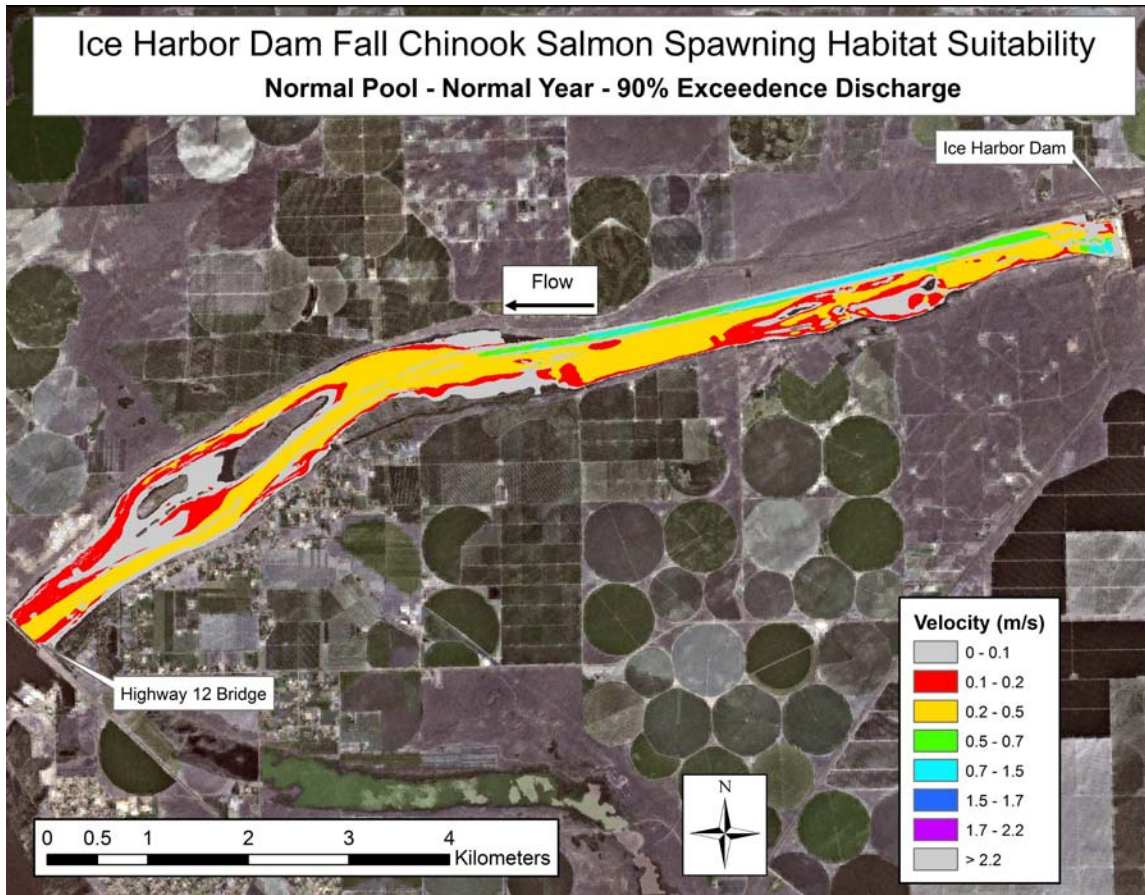 Ice Harbor Dam Fall Chinook Salmon Spawning Habitat Suitability
Normal Pool - Normal Year - 90% Exceedence Discharge
Ice Harbor Dam
Flow
Highway 12 Bridge
Velocity (m/s)
0 - 0.1
0.1 - 0.2
0.2 - 0.5
0.5 - 0.7
0.7 - 1.5
1.5 - 1.7
1.7 - 2.2
> 2.2
N
0 0.5 1 2 3 4
Kilometers